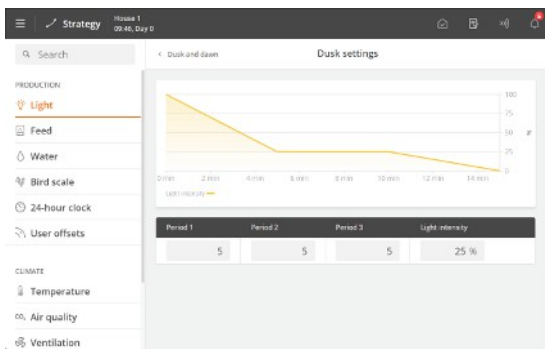 Strategy
House 1
09:46, Day 0
Search
Dusk and dawn
Dusk settings
PRODUCTION
Light
Feed
Water
Bird scale
24-hour clock
User offsets
CLIMATE
Temperature
Air quality
Ventilation
100
75
50
25
0
%
0 min 2 min 4 min 6 min 8 min 10 min 12 min 14 min
Light intensity
Period 1 Period 2 Period 3 Light intensity
5 5 5 25 %